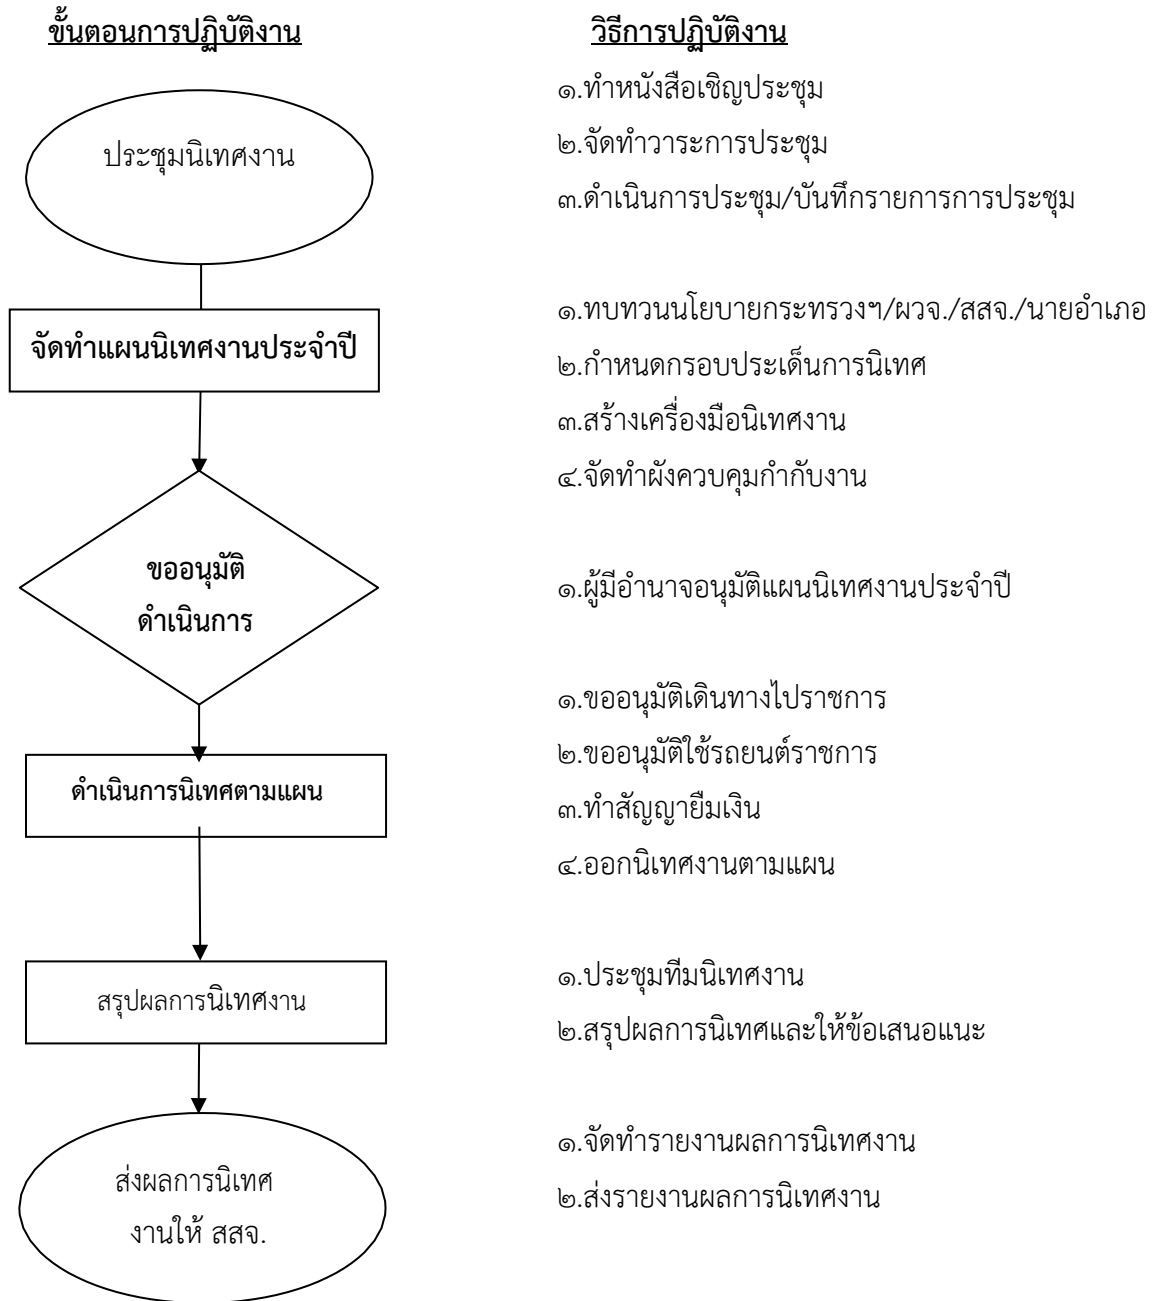 ขั้นตอนการปฏิบัติงาน
วิธีการปฏิบัติงาน
ประชุมนิเทศงาน
๑.ทำหนังสือเชิญประชุม
๒.จัดทำวาระการประชุม
๓.ดำเนินการประชุม/บันทึกรายการการประชุม
จัดทำแผนนิเทศงานประจำปี
๑.ทบทวนนโยบายกระทรวงฯ/ผวจ./สสจ./นายอำเภอ
๒.กำหนดกรอบประเด็นการนิเทศ
๓.สร้างเครื่องมือนิเทศงาน
๔.จัดทำผังควบคุมกำกับงาน
ขออนุมัติ
ดำเนินการ
๑.ผู้มีอำนาจอนุมัติแผนนิเทศงานประจำปี
ดำเนินการนิเทศตามแผน
๑.ขออนุมัติเดินทางไปราชการ
๒.ขออนุมัติใช้รถยนต์ราชการ
๓.ทำสัญญายืมเงิน
๔.ออกนิเทศงานตามแผน
สรุปผลการนิเทศงาน
๑.ประชุมทีมนิเทศงาน
๒.สรุปผลการนิเทศและให้ข้อเสนอแนะ
ส่งผลการนิเทศ
งานให้ สสจ.
๑.จัดทำรายงานผลการนิเทศงาน
๒.ส่งรายงานผลการนิเทศงาน